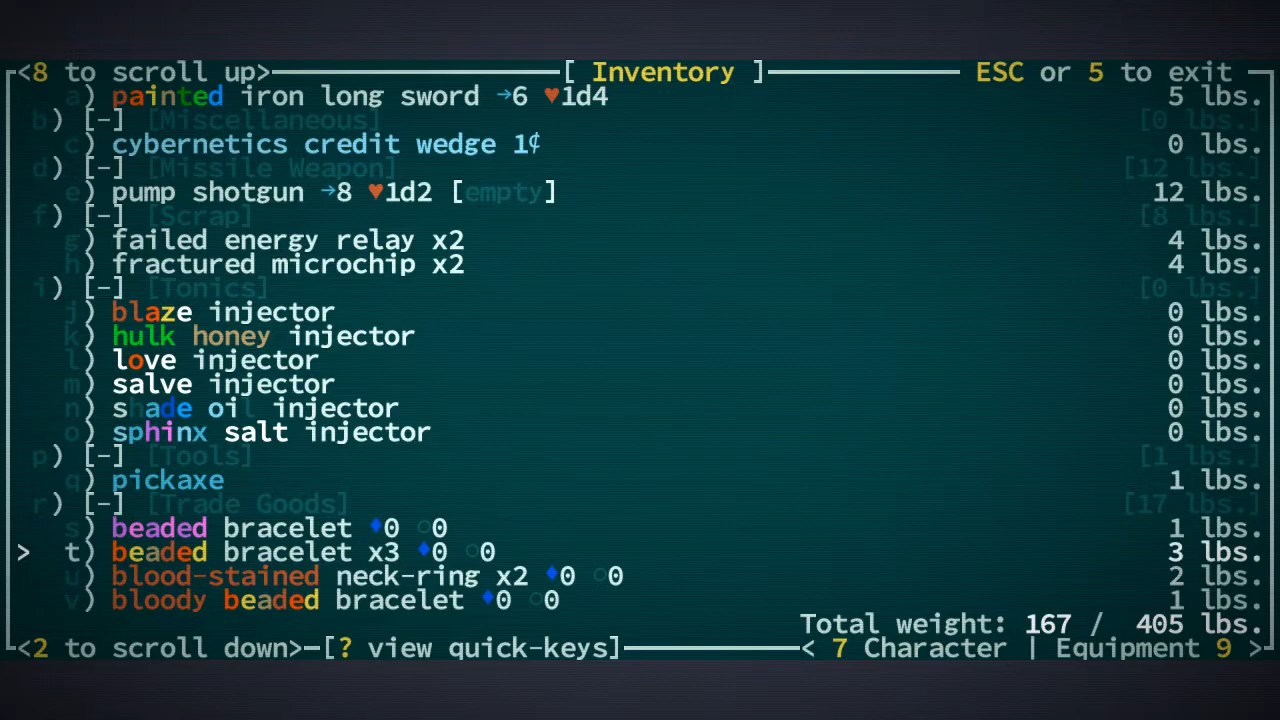 <8 to scroll up> [ Inventory ] ESC or 5 to exit
a) painted iron long sword →6 ♥1d4 5 lbs.
b) [-] [Miscellaneous] [0 lbs.]
c) cybernetics credit wedge 1¢ 0 lbs.
d) [-] [Missile Weapon] [12 lbs.]
e) pump shotgun →8 ♥1d2 [empty] 12 lbs.
f) [-] [Scrap] [8 lbs.]
g) failed energy relay x2 4 lbs.
h) fractured microchip x2 4 lbs.
i) [-] [Tonics] [0 lbs.]
j) blaze injector 0 lbs.
k) hulk honey injector 0 lbs.
l) love injector 0 lbs.
m) salve injector 0 lbs.
n) shade oil injector 0 lbs.
o) sphinx salt injector 0 lbs.
p) [-] [Tools] [1 lbs.]
q) pickaxe 1 lbs.
r) [-] [Trade Goods] [17 lbs.]
s) beaded bracelet ♦0 ○0 1 lbs.
> t) beaded bracelet x3 ♦0 ○0 3 lbs.
u) blood-stained neck-ring x2 ♦0 ○0 2 lbs.
v) bloody beaded bracelet ♦0 ○0 1 lbs.
Total weight: 167 / 405 lbs.
<2 to scroll down> [? view quick-keys] < 7 Character | Equipment 9 >